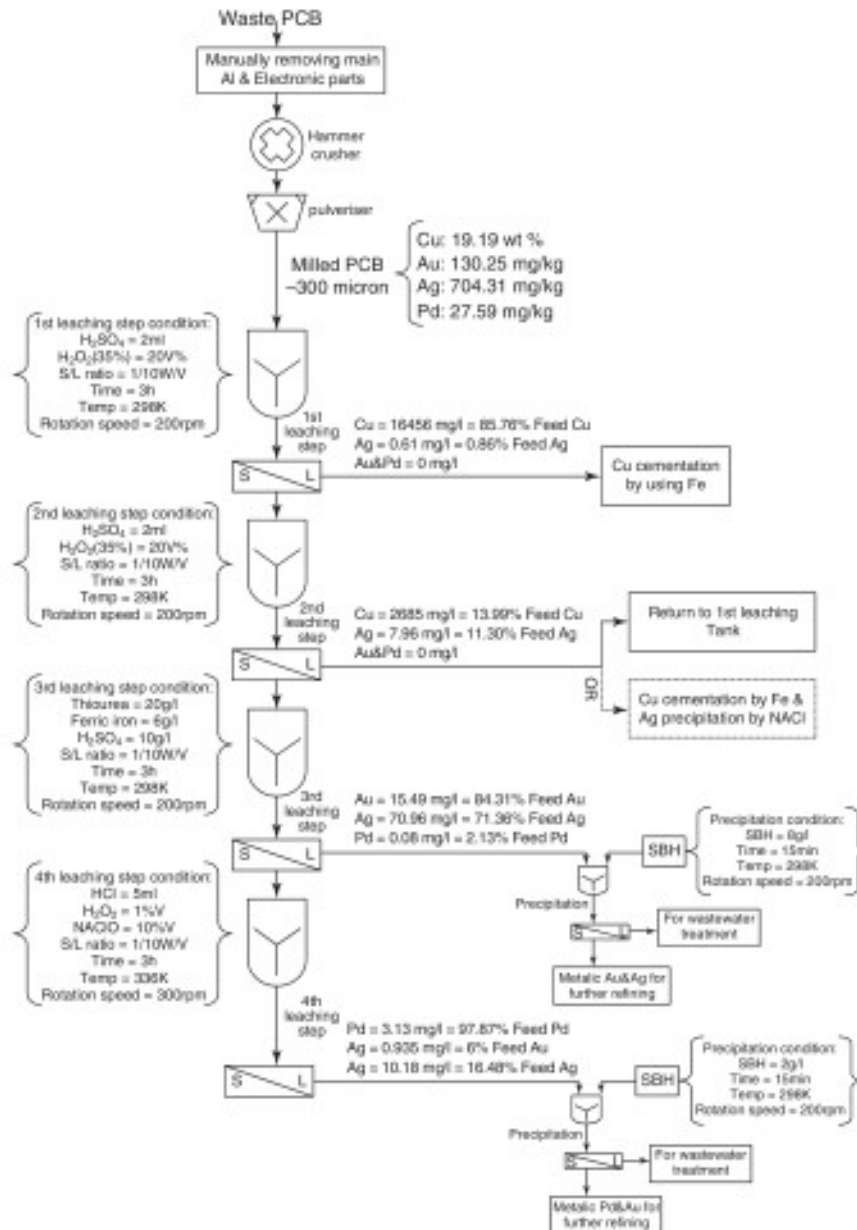 Waste PCB
Manually removing main
Al & Electronic parts
Hammer
crusher
pulveriser
Milled PCB
~300 micron
Cu: 19.19 wt %
Au: 130.25 mg/kg
Ag: 704.31 mg/kg
Pd: 27.59 mg/kg
1st leaching step condition:
H₂SO₄ = 2ml
H₂O₂(35%) = 20V%
S/L ratio = 1/10W/V
Time = 3h
Temp = 298K
Rotation speed = 200rpm
1st
leaching
step
Cu = 16456 mg/l = 85.76% Feed Cu
Ag = 0.61 mg/l = 0.86% Feed Ag
Au&Pd = 0 mg/l
S L
Cu cementation
by using Fe
2nd leaching step condition:
H₂SO₄ = 2ml
H₂O₂(35%) = 20V%
S/L ratio = 1/10W/V
Time = 3h
Temp = 298K
Rotation speed = 200rpm
2nd
leaching
step
Cu = 2685 mg/l = 13.99% Feed Cu
Ag = 7.96 mg/l = 11.30% Feed Ag
Au&Pd = 0 mg/l
S L
Return to 1st leaching
Tank
OR
Cu cementation by Fe &
Ag precipitation by NACl
3rd leaching step condition:
Thiourea = 20g/l
Ferric iron = 6g/l
H₂SO₄ = 10g/l
S/L ratio = 1/10W/V
Time = 3h
Temp = 298K
Rotation speed = 200rpm
3rd
leaching
step
Au = 15.49 mg/l = 84.31% Feed Au
Ag = 70.96 mg/l = 71.36% Feed Ag
Pd = 0.08 mg/l = 2.13% Feed Pd
S L
SBH
Precipitation condition:
SBH = 8g/l
Time = 15min
Temp = 298K
Rotation speed = 200rpm
Precipitation
S L
For wastewater
treatment
Metalic Au&Ag for
further refining
4th leaching step condition:
HCl = 5ml
H₂O₂ = 1%V
NAClO = 10%V
S/L ratio = 1/10W/V
Time = 3h
Temp = 336K
Rotation speed = 300rpm
4th
leaching
step
Pd = 3.13 mg/l = 97.87% Feed Pd
Ag = 0.935 mg/l = 6% Feed Au
Ag = 10.18 mg/l = 16.48% Feed Ag
S L
SBH
Precipitation condition:
SBH = 2g/l
Time = 15min
Temp = 298K
Rotation speed = 200rpm
Precipitation
S L
For wastewater
treatment
Metalic Pd&Au for
further refining